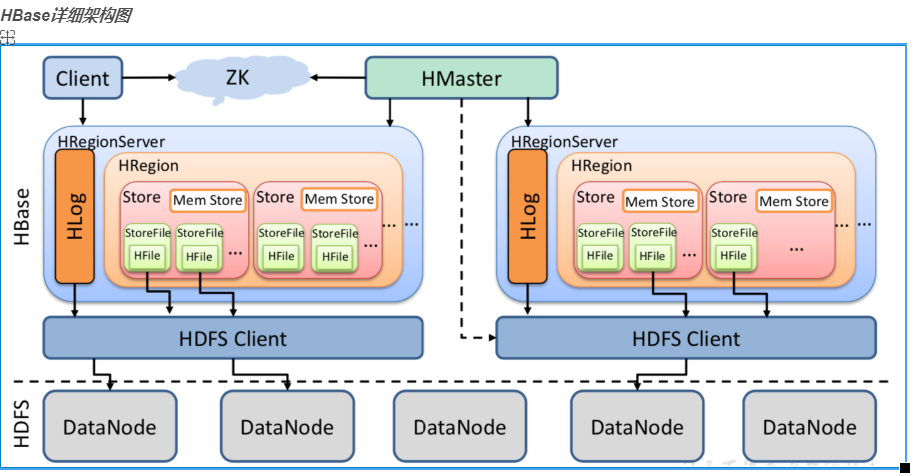 HBase详细架构图
Client
ZK
HMaster
HBase
HRegionServer
HLog
HRegion
Store
Mem Store
StoreFile
HFile
StoreFile
HFile
...
Store
Mem Store
StoreFile
HFile
StoreFile
HFile
...
...
...
HRegionServer
HLog
HRegion
Store
Mem Store
StoreFile
HFile
StoreFile
HFile
...
Store
Mem Store
StoreFile
HFile
...
...
...
HDFS Client
HDFS Client
HDFS
DataNode
DataNode
DataNode
DataNode
DataNode